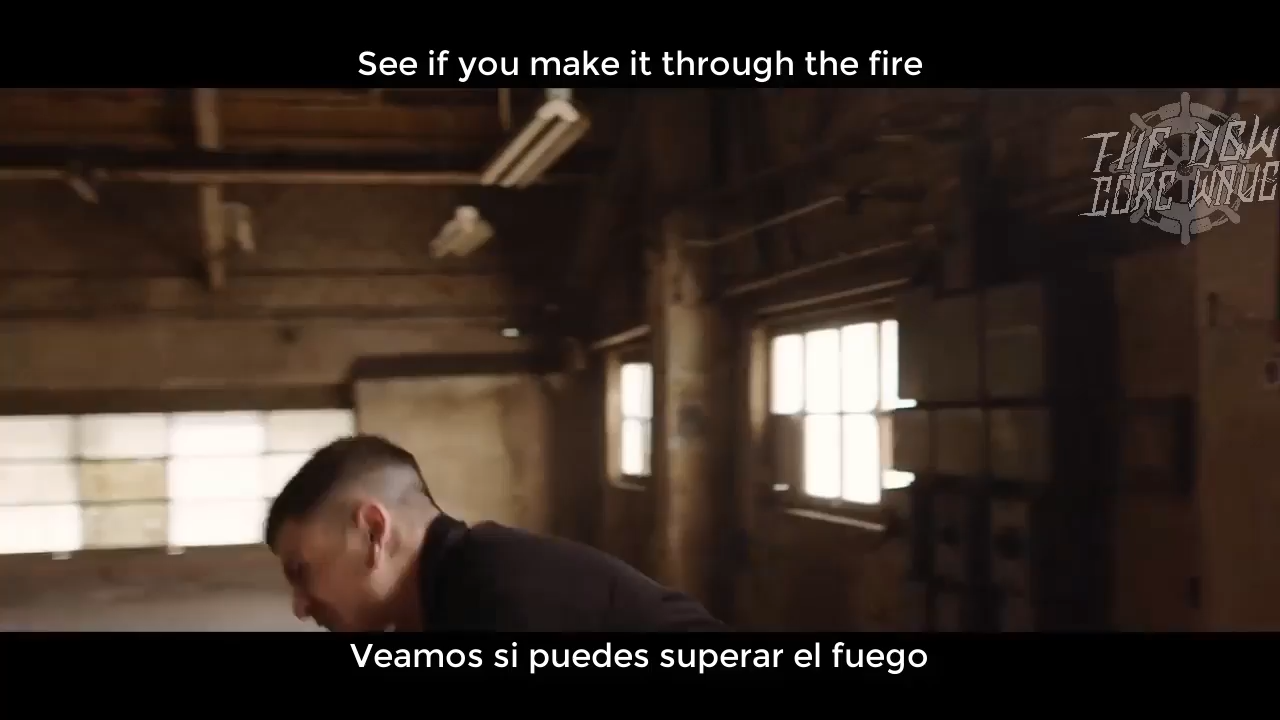 See if you make it through the fire
THE NEW
CORE WAVE
Veamos si puedes superar el fuego